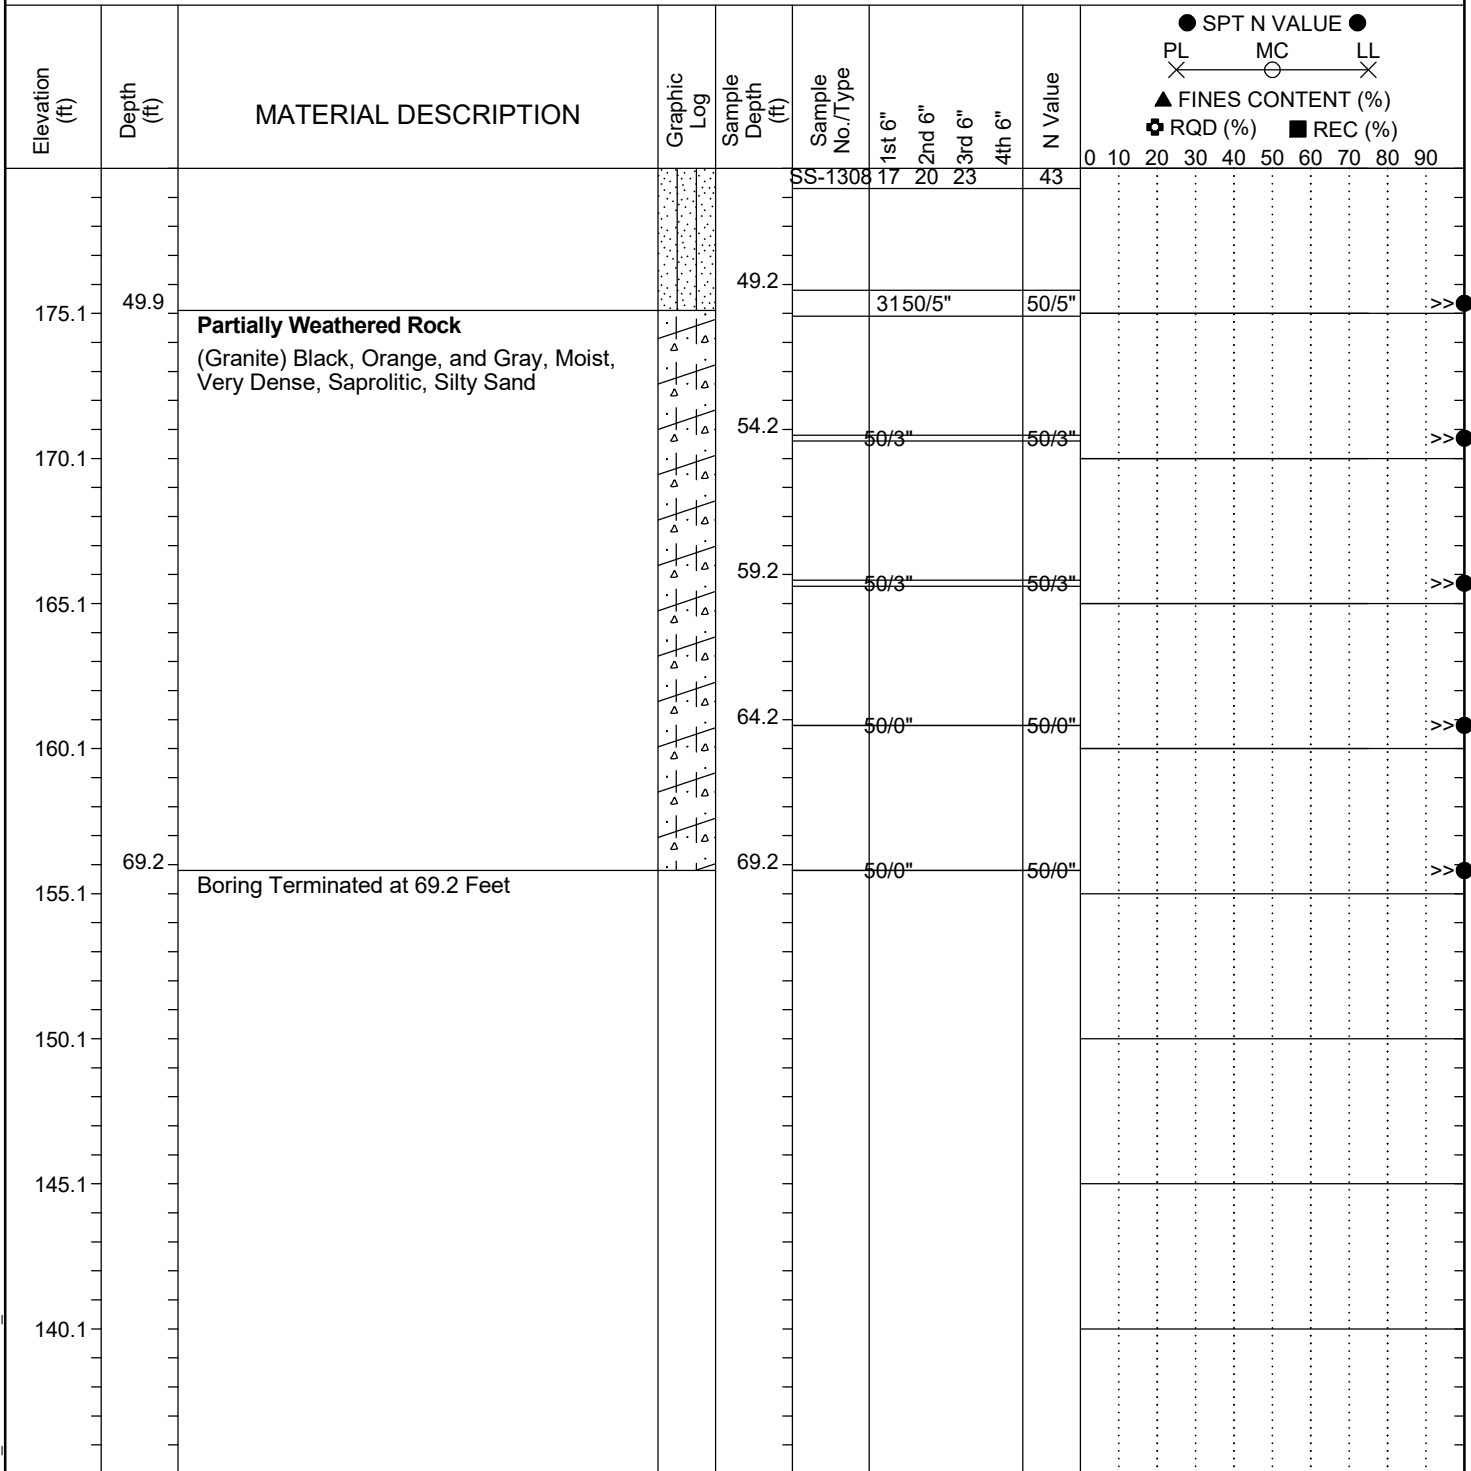 ● SPT N VALUE ●
PL MC LL
▲ FINES CONTENT (%)
RQD (%) ■ REC (%)
Elevation (ft)
Depth (ft)
MATERIAL DESCRIPTION
Graphic Log
Sample Depth (ft)
Sample No./Type
1st 6"
2nd 6"
3rd 6"
4th 6"
N Value
0 10 20 30 40 50 60 70 80 90
SS-1308 17 20 23 43
49.2
49.9 31 50/5" 50/5" >>●
175.1
Partially Weathered Rock
(Granite) Black, Orange, and Gray, Moist,
Very Dense, Saprolitic, Silty Sand
54.2 50/3" 50/3" >>●
170.1
59.2 50/3" 50/3" >>●
165.1
64.2 50/0" 50/0" >>●
160.1
69.2 69.2 50/0" 50/0" >>●
155.1 Boring Terminated at 69.2 Feet
150.1
145.1
140.1